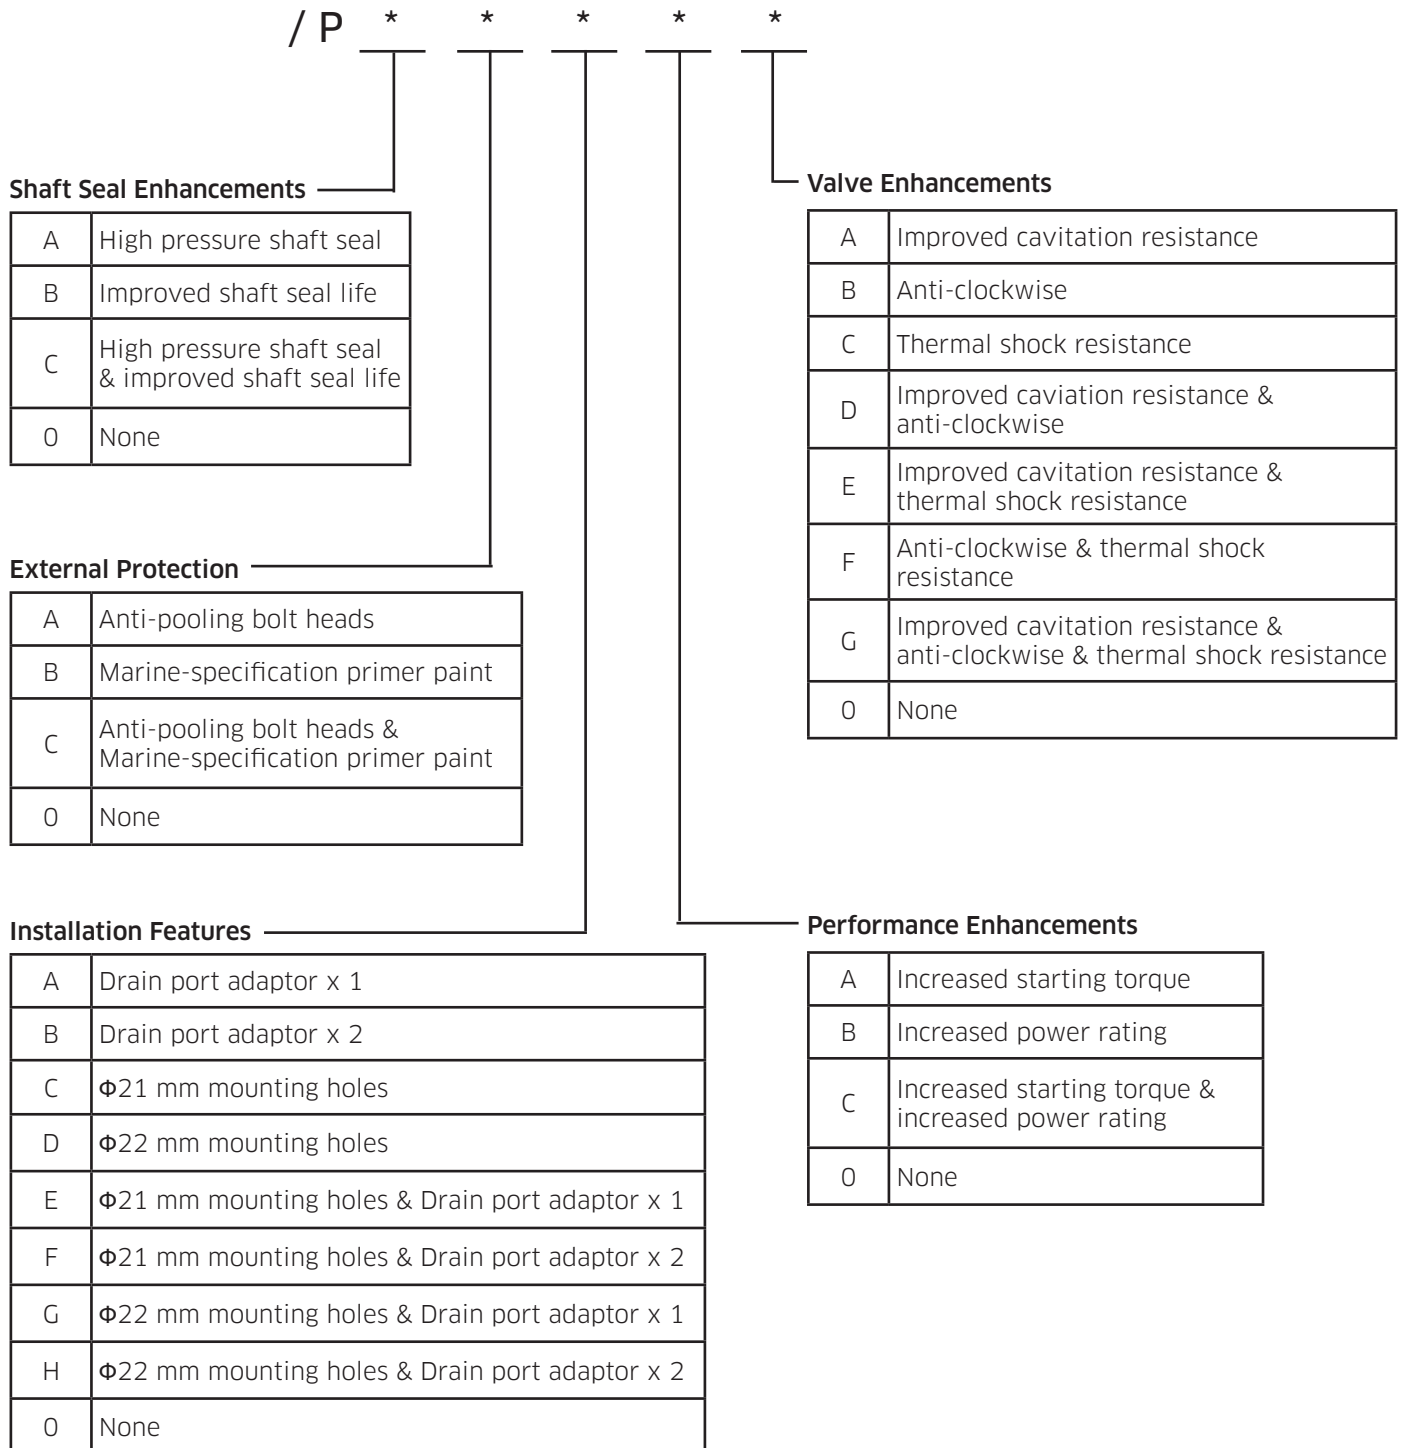 / P * * * * *
Shaft Seal Enhancements
A High pressure shaft seal
B Improved shaft seal life
C High pressure shaft seal
& improved shaft seal life
0 None
External Protection
A Anti-pooling bolt heads
B Marine-specification primer paint
C Anti-pooling bolt heads &
Marine-specification primer paint
0 None
Installation Features
A Drain port adaptor x 1
B Drain port adaptor x 2
C Φ21 mm mounting holes
D Φ22 mm mounting holes
E Φ21 mm mounting holes & Drain port adaptor x 1
F Φ21 mm mounting holes & Drain port adaptor x 2
G Φ22 mm mounting holes & Drain port adaptor x 1
H Φ22 mm mounting holes & Drain port adaptor x 2
0 None
Valve Enhancements
A Improved cavitation resistance
B Anti-clockwise
C Thermal shock resistance
D Improved caviation resistance &
anti-clockwise
E Improved cavitation resistance &
thermal shock resistance
F Anti-clockwise & thermal shock
resistance
G Improved cavitation resistance &
anti-clockwise & thermal shock resistance
0 None
Performance Enhancements
A Increased starting torque
B Increased power rating
C Increased starting torque &
increased power rating
0 None